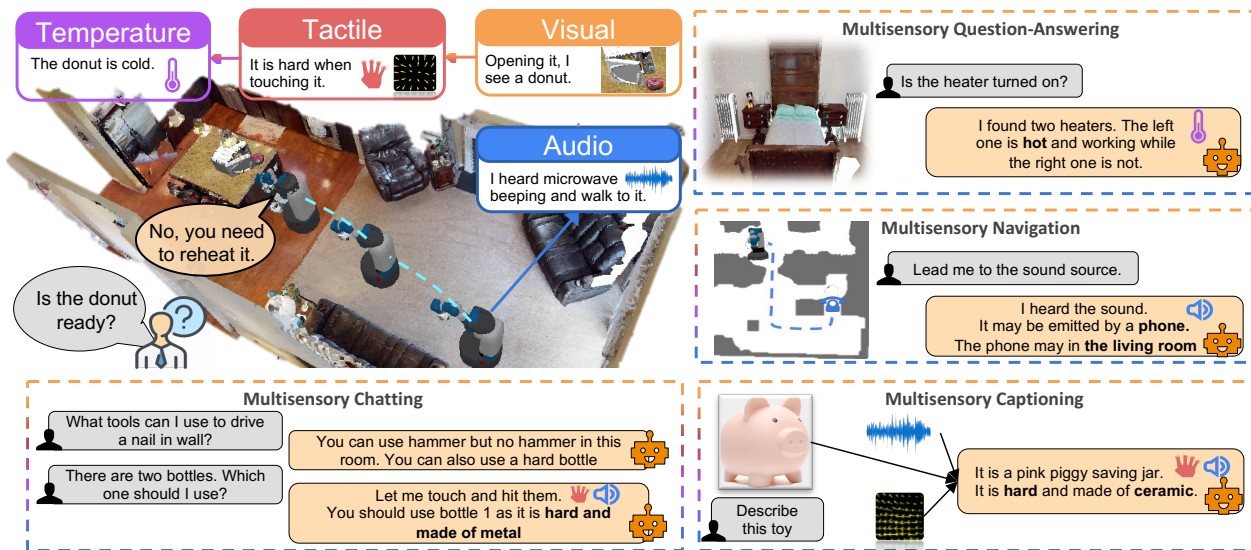 Temperature
The donut is cold.
Tactile
It is hard when
touching it.
Visual
Opening it, I
see a donut.
Audio
I heard microwave
beeping and walk to it.
No, you need
to reheat it.
Is the donut
ready?
?
Multisensory Question-Answering
Is the heater turned on?
I found two heaters. The left
one is hot and working while
the right one is not.
Multisensory Navigation
Lead me to the sound source.
I heard the sound.
It may be emitted by a phone.
The phone may in the living room
Multisensory Chatting
What tools can I use to drive
a nail in wall?
You can use hammer but no hammer in this
room. You can also use a hard bottle
There are two bottles. Which
one should I use?
Let me touch and hit them.
You should use bottle 1 as it is hard and
made of metal
Multisensory Captioning
Describe
this toy
It is a pink piggy saving jar.
It is hard and made of ceramic.